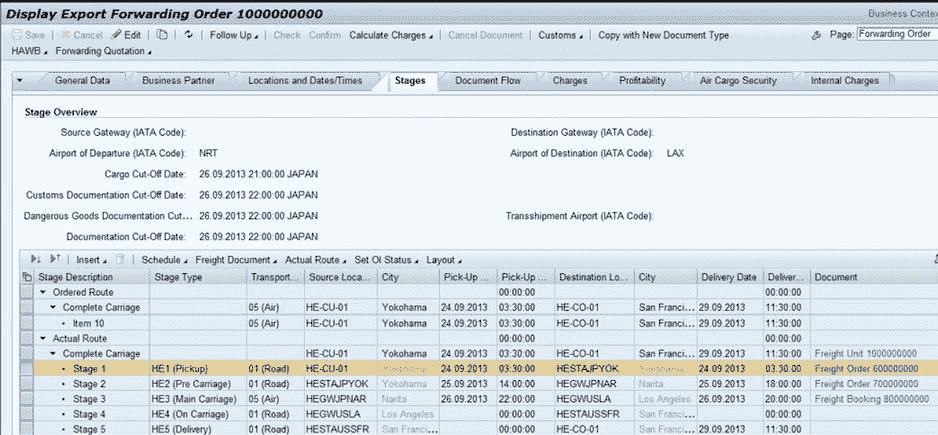 Display Export Forwarding Order 1000000000 Business Contex
Save Cancel Edit Follow Up Check Confirm Calculate Charges Cancel Document Customs Copy with New Document Type Page: Forwarding Order
HAWB Forwarding Quotation
General Data Business Partner Locations and Dates/Times Stages Document Flow Charges Profitability Air Cargo Security Internal Charges
Stage Overview
Source Gateway (IATA Code): Destination Gateway (IATA Code):
Airport of Departure (IATA Code): NRT Airport of Destination (IATA Code): LAX
Cargo Cut-Off Date: 26.09.2013 21:00:00 JAPAN
Customs Documentation Cut-Off Date: 26.09.2013 22:00:00 JAPAN
Dangerous Goods Documentation Cut... 26.09.2013 22:00:00 JAPAN Transshipment Airport (IATA Code):
Documentation Cut-Off Date: 26.09.2013 22:00:00 JAPAN
Insert Schedule Freight Document Actual Route Set OI Status Layout
Stage Description Stage Type Transport... Source Loca... City Pick-Up ... Pick-Up ... Destination Lo... City Delivery Date Deliver... Document
Ordered Route 00:00:00 00:00:00
Complete Carriage 05 (Air) HE-CU-01 Yokohama 24.09.2013 03:30:00 HE-CO-01 San Franci... 29.09.2013 11:30:00
Item 10 05 (Air) HE-CU-01 Yokohama 24.09.2013 03:30:00 HE-CO-01 San Franci... 29.09.2013 11:30:00
Actual Route 00:00:00 00:00:00
Complete Carriage HE-CU-01 Yokohama 24.09.2013 03:30:00 HE-CO-01 San Franci... 29.09.2013 11:30:00 Freight Unit 1000000000
Stage 1 HE1 (Pickup) 01 (Road) HE-CU-01 24.09.2013 03:30:00 HESTAJPYOK 24.09.2013 03:30:00 Freight Order 600000000
Stage 2 HE2 (Pre Carriage) 01 (Road) HESTAJPYOK Yokohama 25.09.2013 14:00:00 HEGWJPNAR Narita 25.09.2013 18:00:00 Freight Order 700000000
Stage 3 HE3 (Main Carriage) 05 (Air) HEGWJPNAR Narita 26.09.2013 22:00:00 HEGWUSLA Los Angeles 26.09.2013 20:00:00 Freight Booking 800000000
Stage 4 HE4 (On Carriage) 01 (Road) HEGWUSLA Los Angeles 00:00:00 HESTAUSSFR San Franci... 00:00:00
Stage 5 HE5 (Delivery) 01 (Road) HESTAUSSFR San Franci... 00:00:00 HE-CO-01 San Franci... 29.09.2013 11:30:00